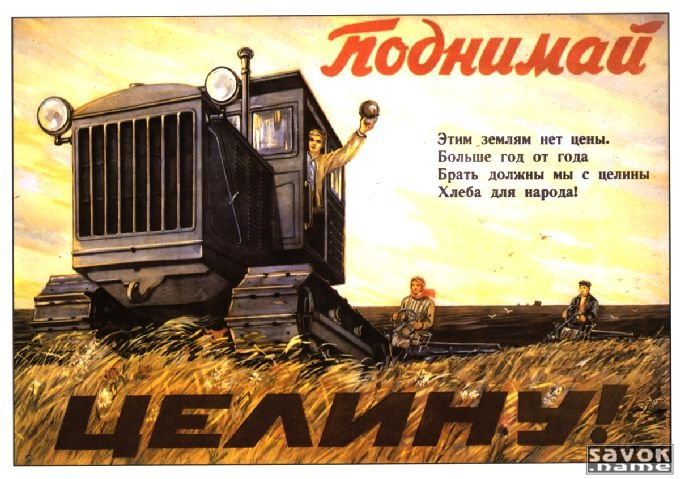 Поднимай
Этим землям нет цены.
Больше год от года
Брать должны мы с целины
Хлеба для народа!
ЦЕЛИНУ!
SAVOK
.name